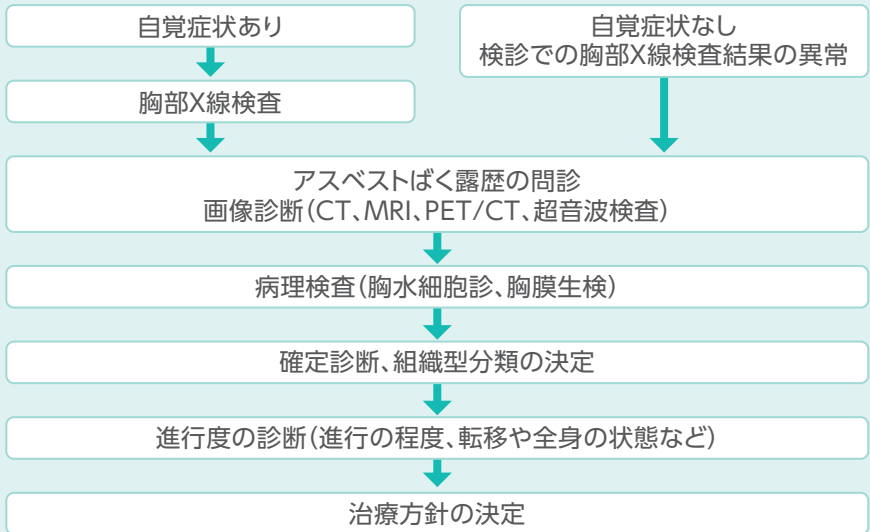 自覚症状あり
自覚症状なし
検診での胸部X線検査結果の異常
胸部X線検査
アスベストばく露歴の問診
画像診断（CT、MRI、PET/CT、超音波検査）
病理検査（胸水細胞診、胸膜生検）
確定診断、組織型分類の決定
進行度の診断（進行の程度、転移や全身の状態など）
治療方針の決定